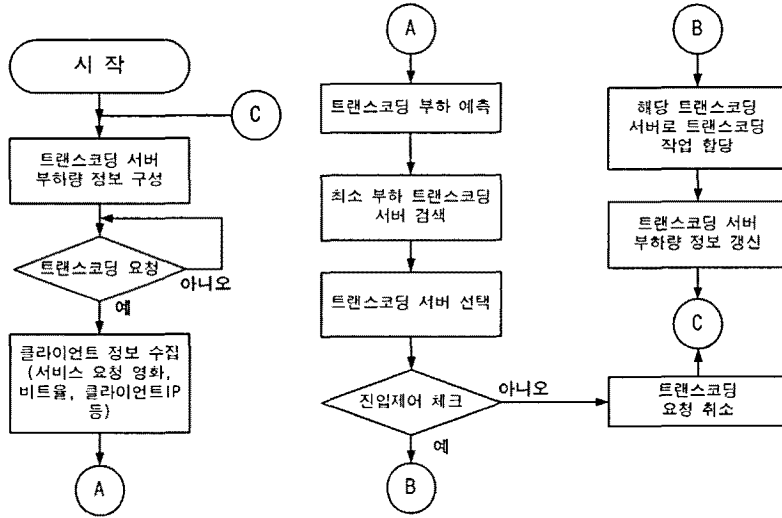 시 작
C
트랜스코딩 서버
부하량 정보 구성
트랜스코딩 요청
아니오
예
클라이언트 정보 수집
(서비스 요청 영화,
비트율, 클라이언트IP
등)
A
A
트랜스코딩 부하 예측
최소 부하 트랜스코딩
서버 검색
트랜스코딩 서버 선택
진입제어 체크
아니오
예
B
B
해당 트랜스코딩
서버로 트랜스코딩
작업 할당
트랜스코딩 서버
부하량 정보 갱신
C
트랜스코딩
요청 취소